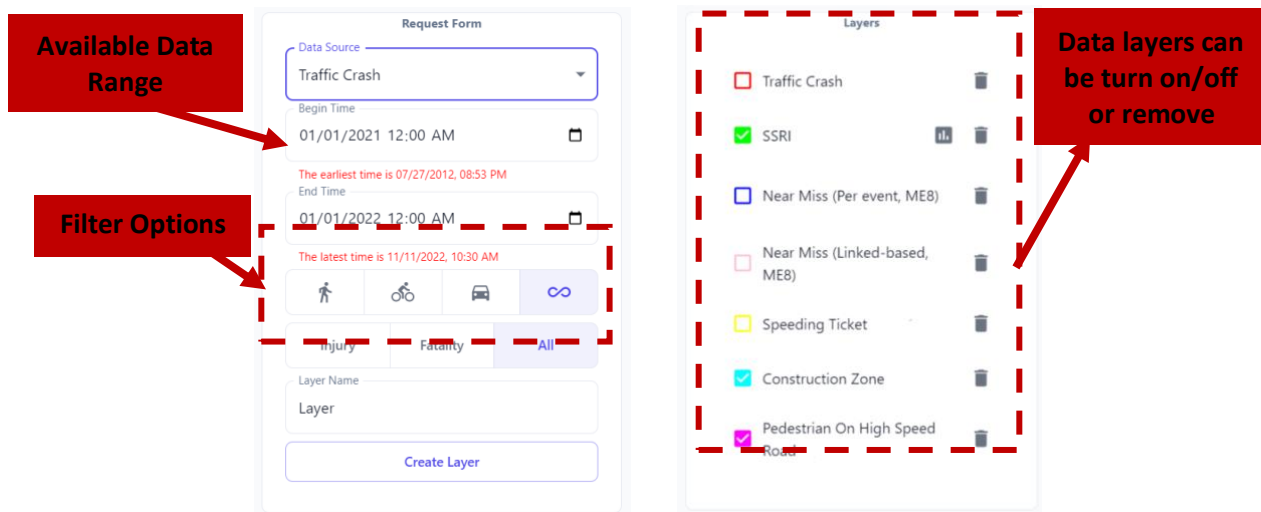 Available Data
Range
Filter Options
Request Form
Data Source
Traffic Crash
Begin Time
01/01/2021 12:00 AM
The earliest time is 07/27/2012, 08:53 PM
End Time
01/01/2022 12:00 AM
The latest time is 11/11/2022, 10:30 AM
Injury Fatality All
Layer Name
Layer
Create Layer
Layers
Traffic Crash
SSRI
Near Miss (Per event, ME8)
Near Miss (Linked-based,
ME8)
Speeding Ticket
Construction Zone
Pedestrian On High Speed
Road
Data layers can
be turn on/off
or remove